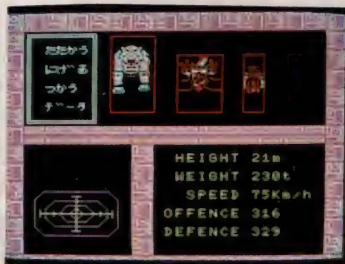 たたかう
にげる
つかう
データ
HEIGHT 21m
WEIGHT 230t
SPEED 75Km/h
OFFENCE 316
DEFENCE 329